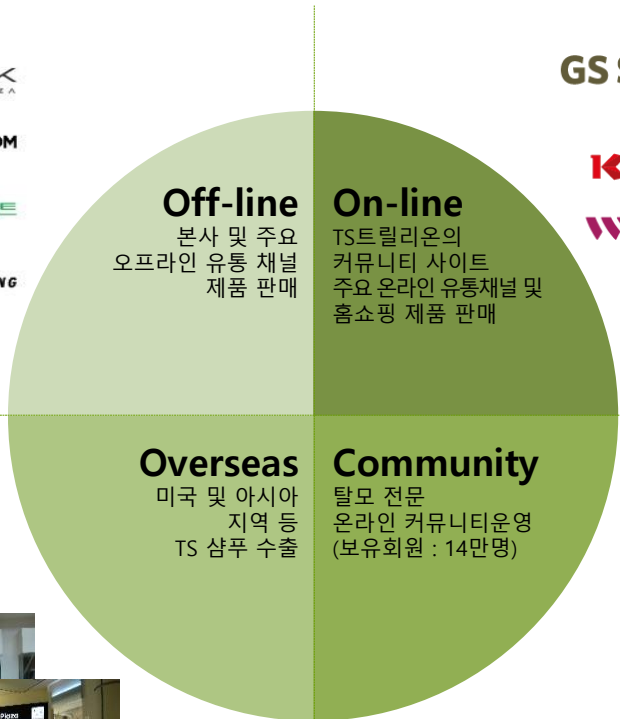 GS
OM
NG
Off-line
본사 및 주요
오프라인 유통 채널
제품 판매
On-line
TS트릴리온의
커뮤니티 사이트
주요 온라인 유통채널 및
홈쇼핑 제품 판매
Overseas
미국 및 아시아
지역 등
TS 샴푸 수출
Community
탈모 전문
온라인 커뮤니티운영
(보유회원 : 14만명)
Plaza